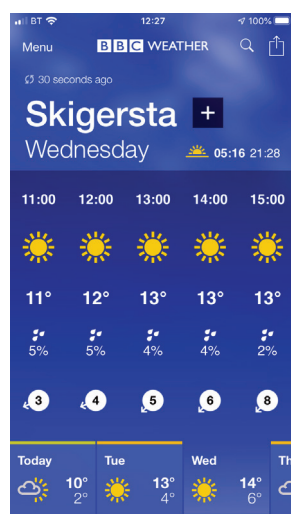 BT 12:27 100%
Menu BBC WEATHER
30 seconds ago
Skigersta +
Wednesday 05:16 21:28
11:00 12:00 13:00 14:00 15:00
11° 12° 13° 13° 13°
5% 5% 4% 4% 2%
3 4 5 6 8
Today Tue Wed Th
10° 13° 14°
2° 4° 6°